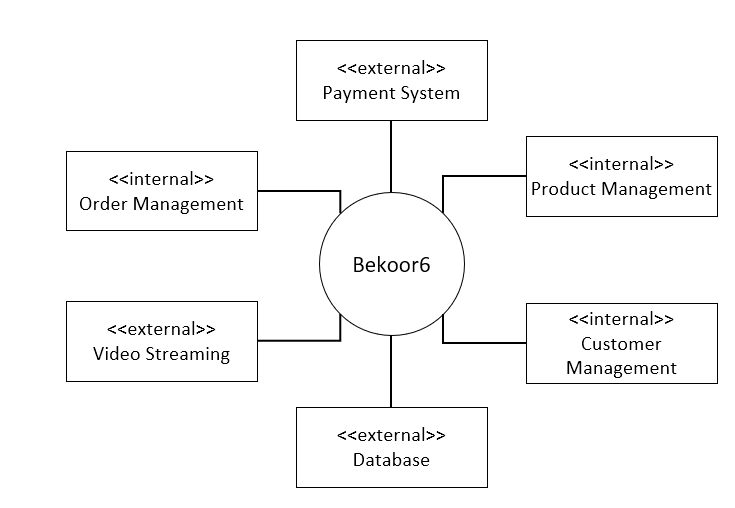 <<external>>
Payment System
<<internal>>
Product Management
<<internal>>
Order Management
Bekoor6
<<external>>
Video Streaming
<<internal>>
Customer
Management
<<external>>
Database